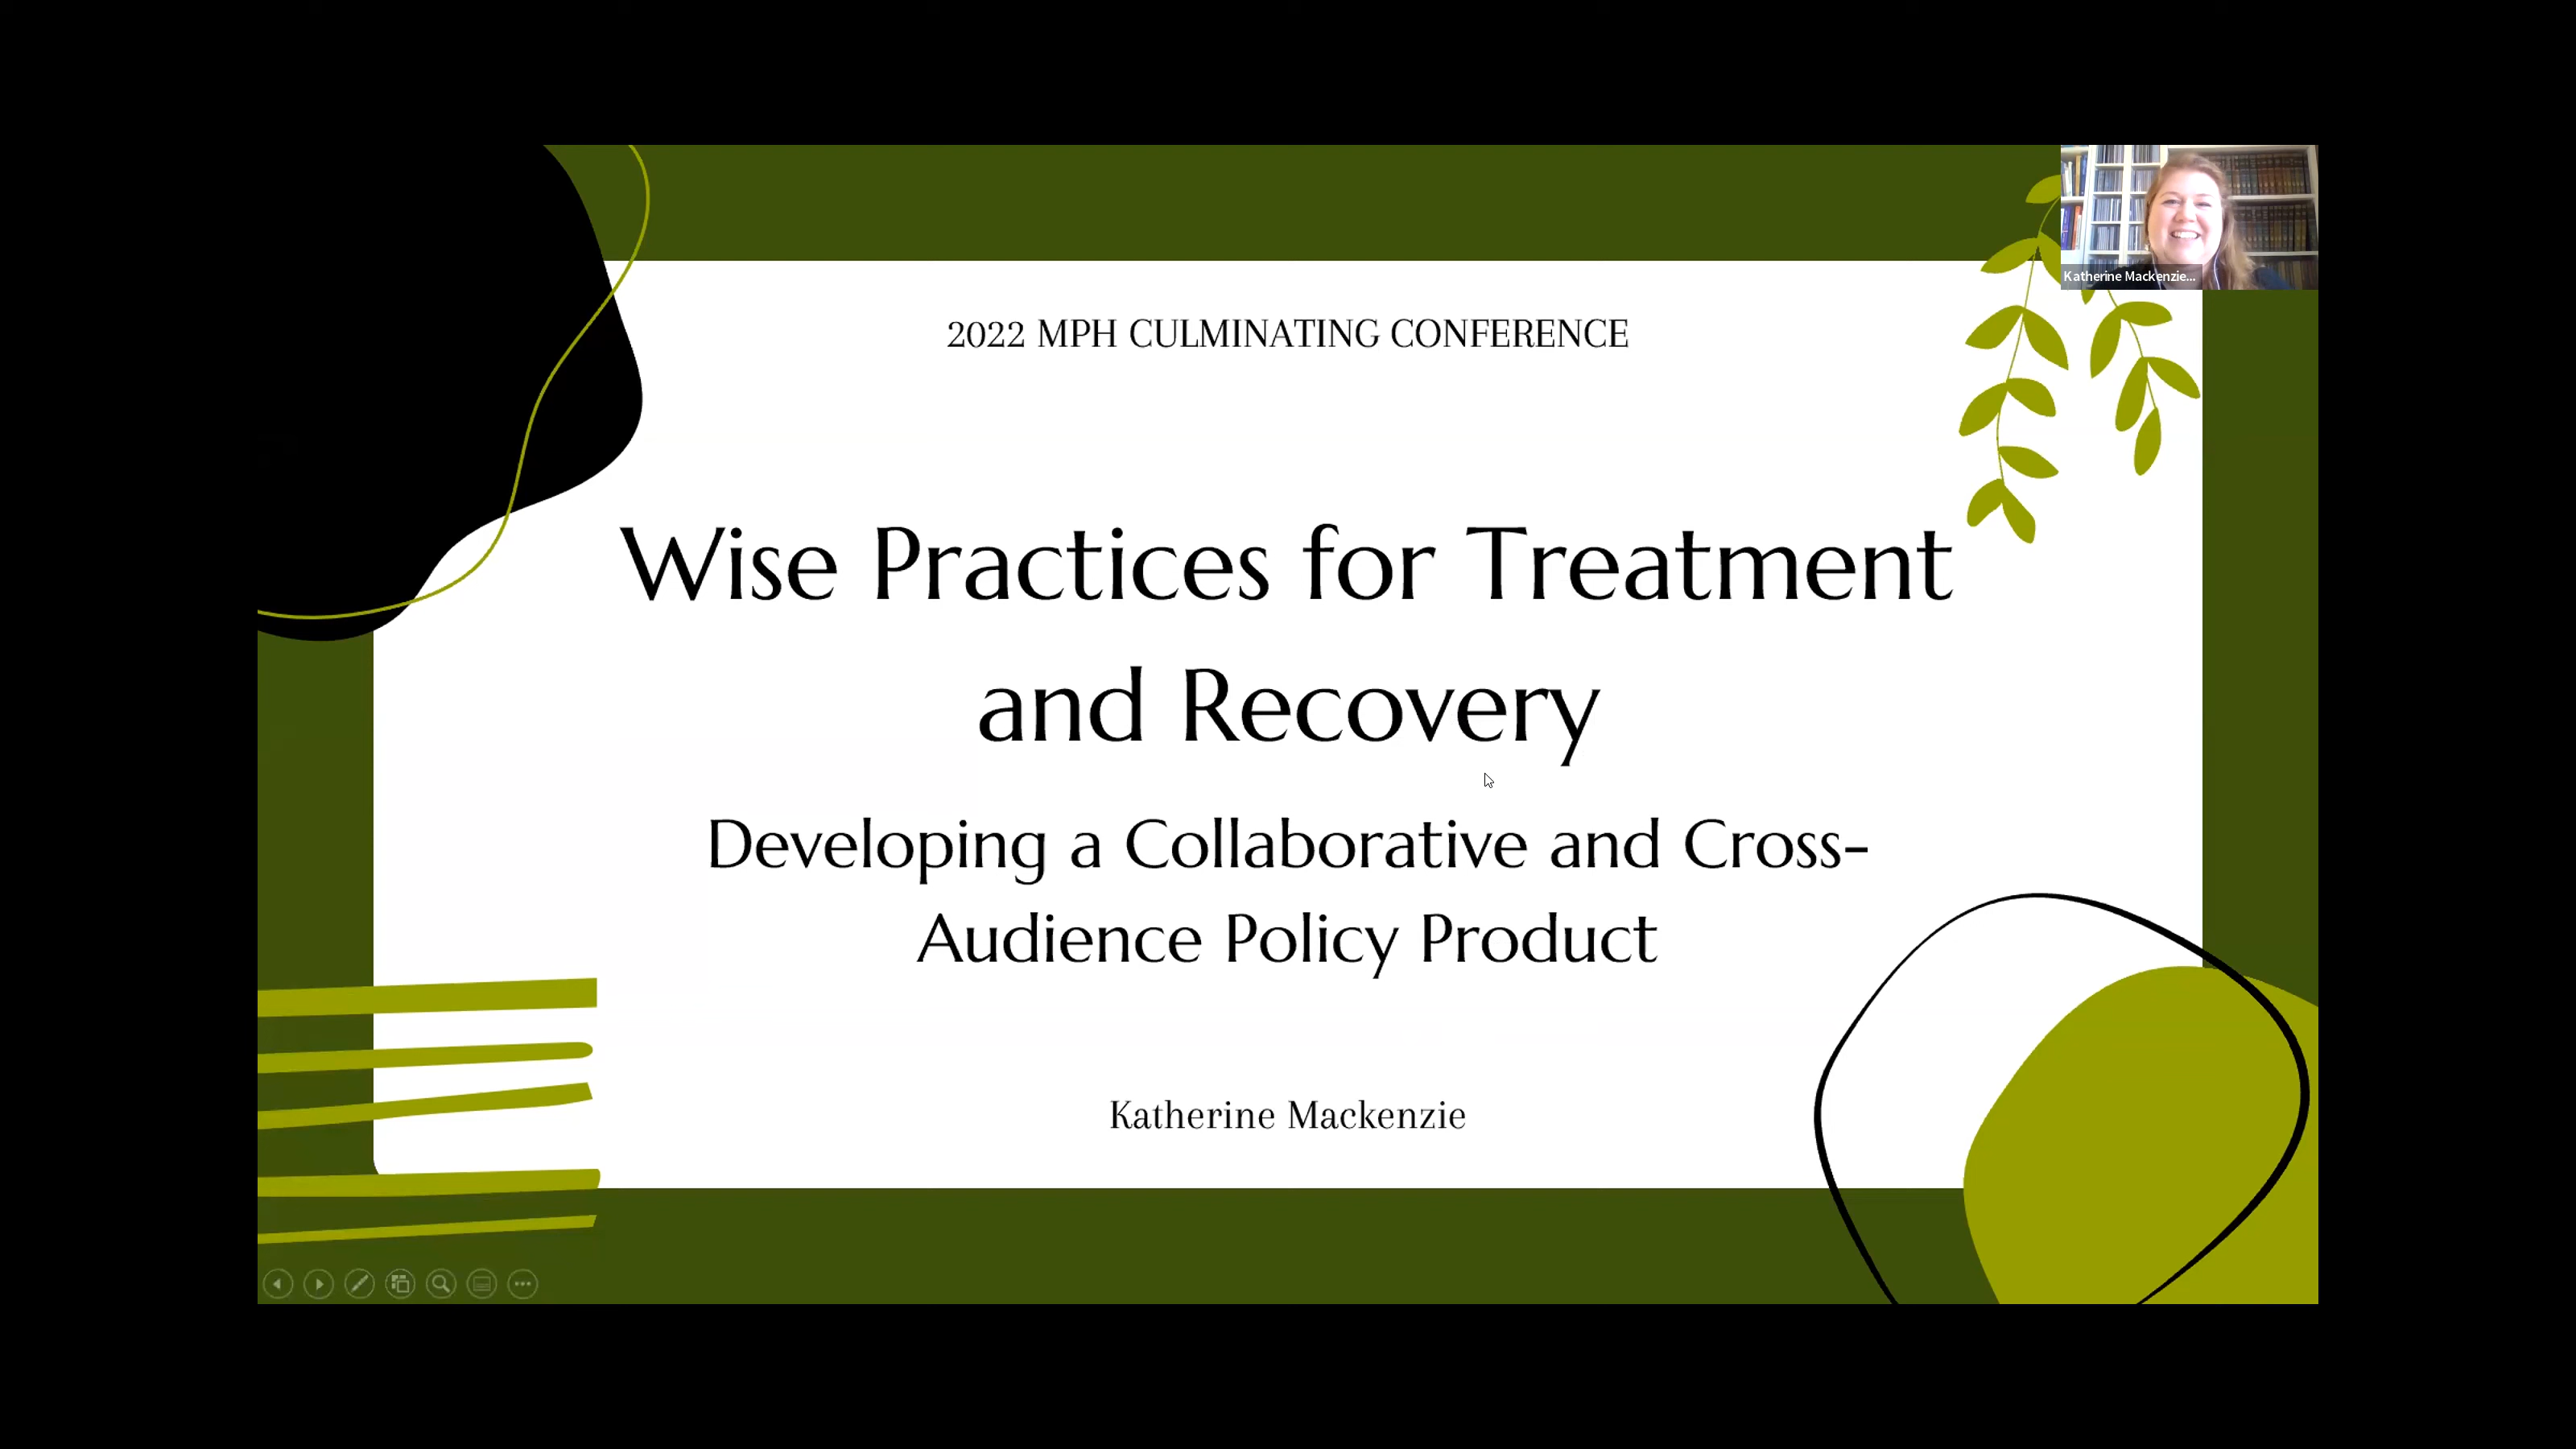 Katherine Mackenzie...
2022 MPH CULMINATING CONFERENCE
Wise Practices for Treatment
and Recovery
Developing a Collaborative and Cross-
Audience Policy Product
Katherine Mackenzie